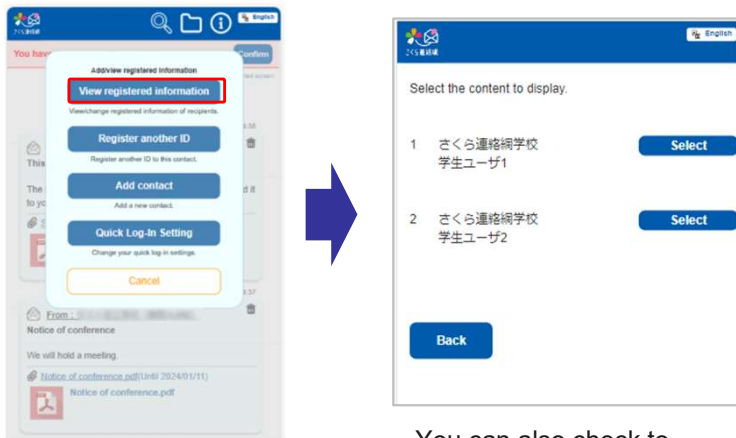 さくら連絡網
English
You hav
Confirm
Add/view registered information
View registered information
View/change registered information of recipients.
Register another ID
Register another ID to this contact.
Add contact
Add a new contact.
Quick Log-In Setting
Change your quick log in settings.
Cancel
This
The
d it
to yo
From :
Notice of conference
We will hold a meeting.
Notice of conference.pdf(Until 2024/01/11)
Notice of conference.pdf
さくら連絡網
English
Select the content to display.
1 さくら連絡網学校
学生ユーザ1
Select
2 さくら連絡網学校
学生ユーザ2
Select
Back
You can also check to